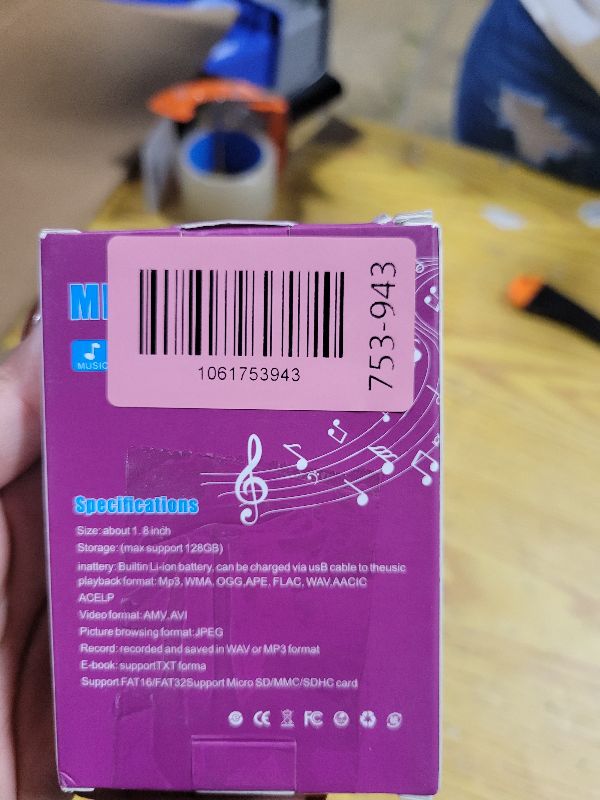 1061753943
753-943
MUSIC
Specifications
Size: about 1. 8 inch
Storage: (max support 128GB)
inattery: Builtin Li-ion battery, can be charged via usB cable to theusic
playback format: Mp3, WMA, OGG,APE, FLAC, WAV,AACIC
ACELP
Video format: AMV,AVI
Picture browsing format: JPEG
Record: recorded and saved in WAV or MP3 format
E-book: supportTXT forma
Support FAT16/FAT32Support Micro SD/MMC/SDHC card
CE FC